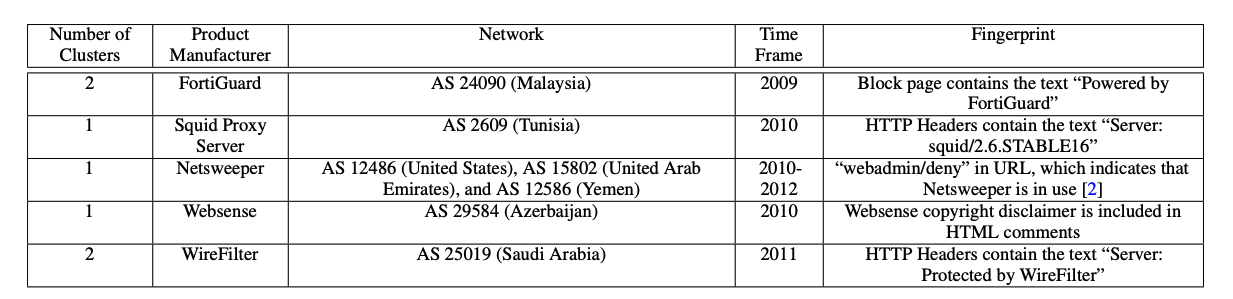 Number of Clusters | Product Manufacturer | Network | Time Frame | Fingerprint
2 | FortiGuard | AS 24090 (Malaysia) | 2009 | Block page contains the text “Powered by FortiGuard”
1 | Squid Proxy Server | AS 2609 (Tunisia) | 2010 | HTTP Headers contain the text “Server: squid/2.6.STABLE16”
1 | Netsweeper | AS 12486 (United States), AS 15802 (United Arab Emirates), and AS 12586 (Yemen) | 2010-2012 | “webadmin/deny” in URL, which indicates that Netsweeper is in use [2]
1 | Websense | AS 29584 (Azerbaijan) | 2010 | Websense copyright disclaimer is included in HTML comments
2 | WireFilter | AS 25019 (Saudi Arabia) | 2011 | HTTP Headers contain the text “Server: Protected by WireFilter”